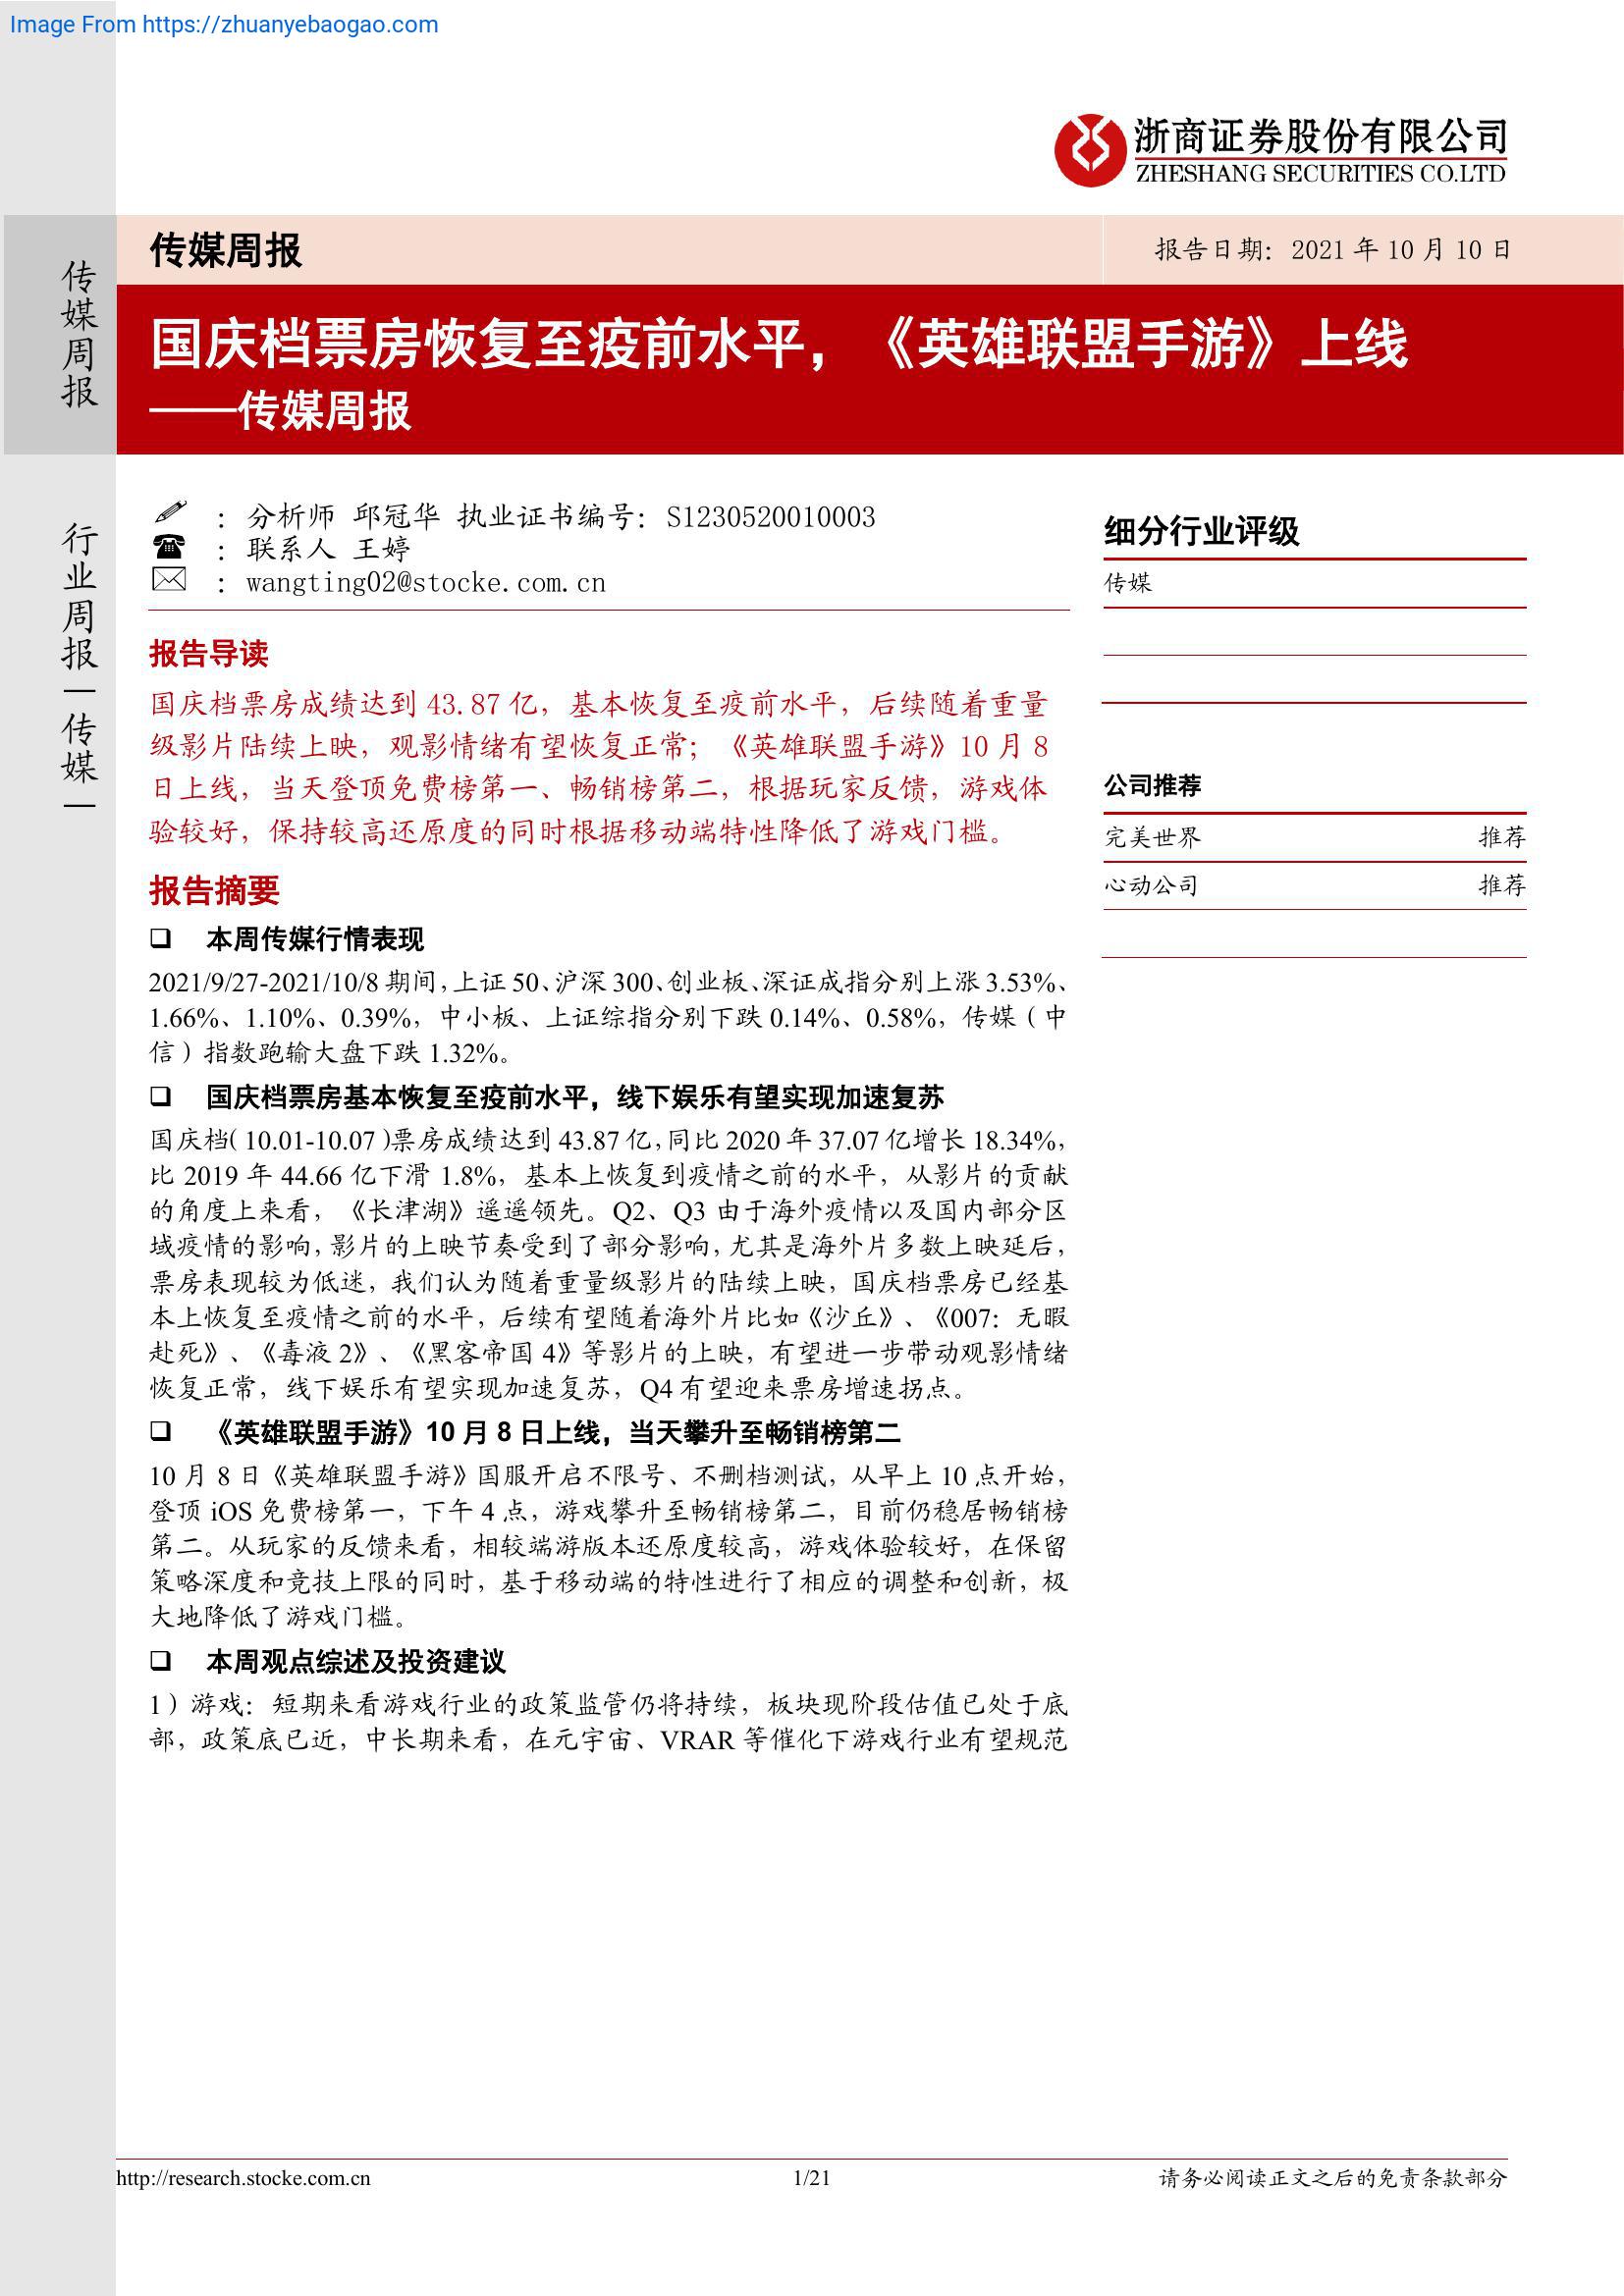 Image From https://zhuanyebaogao.com
浙商证券股份有限公司
ZHESHANG SECURITIES CO.LTD
传媒周报
报告日期：2021 年 10 月 10 日
国庆档票房恢复至疫前水平，《英雄联盟手游》上线
——传媒周报
传媒周报
行业周报—传媒—
：分析师 邱冠华 执业证书编号：S1230520010003
：联系人 王婷
：wangting02@stocke.com.cn
报告导读
国庆档票房成绩达到 43.87 亿，基本恢复至疫前水平，后续随着重量
级影片陆续上映，观影情绪有望恢复正常；《英雄联盟手游》10 月 8
日上线，当天登顶免费榜第一、畅销榜第二，根据玩家反馈，游戏体
验较好，保持较高还原度的同时根据移动端特性降低了游戏门槛。
报告摘要
❑ 本周传媒行情表现
2021/9/27-2021/10/8 期间，上证 50、沪深 300、创业板、深证成指分别上涨 3.53%、
1.66%、1.10%、0.39%，中小板、上证综指分别下跌 0.14%、0.58%，传媒（中
信）指数跑输大盘下跌 1.32%。
❑ 国庆档票房基本恢复至疫前水平，线下娱乐有望实现加速复苏
国庆档（10.01-10.07）票房成绩达到 43.87 亿，同比 2020 年 37.07 亿增长 18.34%，
比 2019 年 44.66 亿下滑 1.8%，基本上恢复到疫情之前的水平，从影片的贡献
的角度上来看，《长津湖》遥遥领先。Q2、Q3 由于海外疫情以及国内部分区
域疫情的影响，影片的上映节奏受到了部分影响，尤其是海外片多数上映延后，
票房表现较为低迷，我们认为随着重量级影片的陆续上映，国庆档票房已经基
本上恢复至疫情之前的水平，后续有望随着海外片比如《沙丘》、《007：无暇
赴死》、《毒液 2》、《黑客帝国 4》等影片的上映，有望进一步带动观影情绪
恢复正常，线下娱乐有望实现加速复苏，Q4 有望迎来票房增速拐点。
❑ 《英雄联盟手游》10 月 8 日上线，当天攀升至畅销榜第二
10 月 8 日《英雄联盟手游》国服开启不限号、不删档测试，从早上 10 点开始，
登顶 iOS 免费榜第一，下午 4 点，游戏攀升至畅销榜第二，目前仍稳居畅销榜
第二。从玩家的反馈来看，相较端游版本还原度较高，游戏体验较好，在保留
策略深度和竞技上限的同时，基于移动端的特性进行了相应的调整和创新，极
大地降低了游戏门槛。
❑ 本周观点综述及投资建议
1）游戏：短期来看游戏行业的政策监管仍将持续，板块现阶段估值已处于底
部，政策底已近，中长期来看，在元宇宙、VRAR 等催化下游戏行业有望规范
细分行业评级
传媒
公司推荐
完美世界 推荐
心动公司 推荐
http://research.stocke.com.cn
1/21
请务必阅读正文之后的免责条款部分